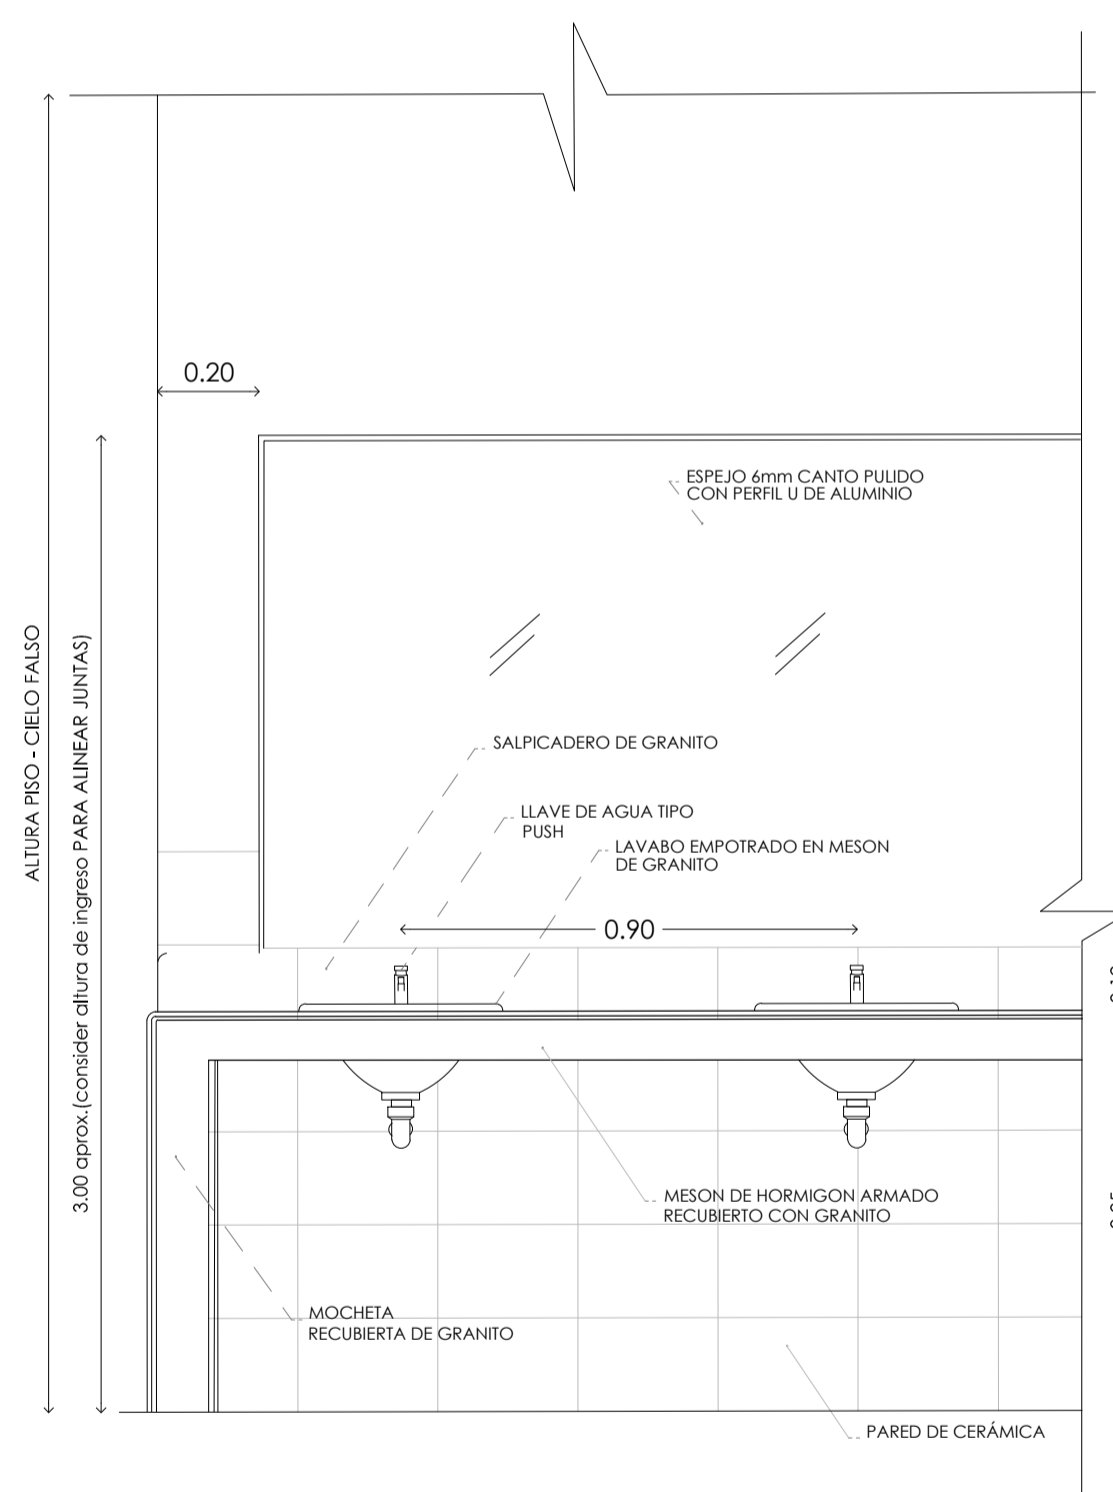 0.20
ESPEJO 6mm CANTO PULIDO
CON PERFIL U DE ALUMINIO
ALTURA PISO - CIELO FALSO
3.00 aprox.(consider altura de ingreso PARA ALINEAR JUNTAS)
SALPICADERO DE GRANITO
LLAVE DE AGUA TIPO
PUSH
LAVABO EMPOTRADO EN MESON
DE GRANITO
0.90
MESON DE HORMIGON ARMADO
RECUBIERTO CON GRANITO
MOCHETA
RECUBIERTA DE GRANITO
PARED DE CERÁMICA